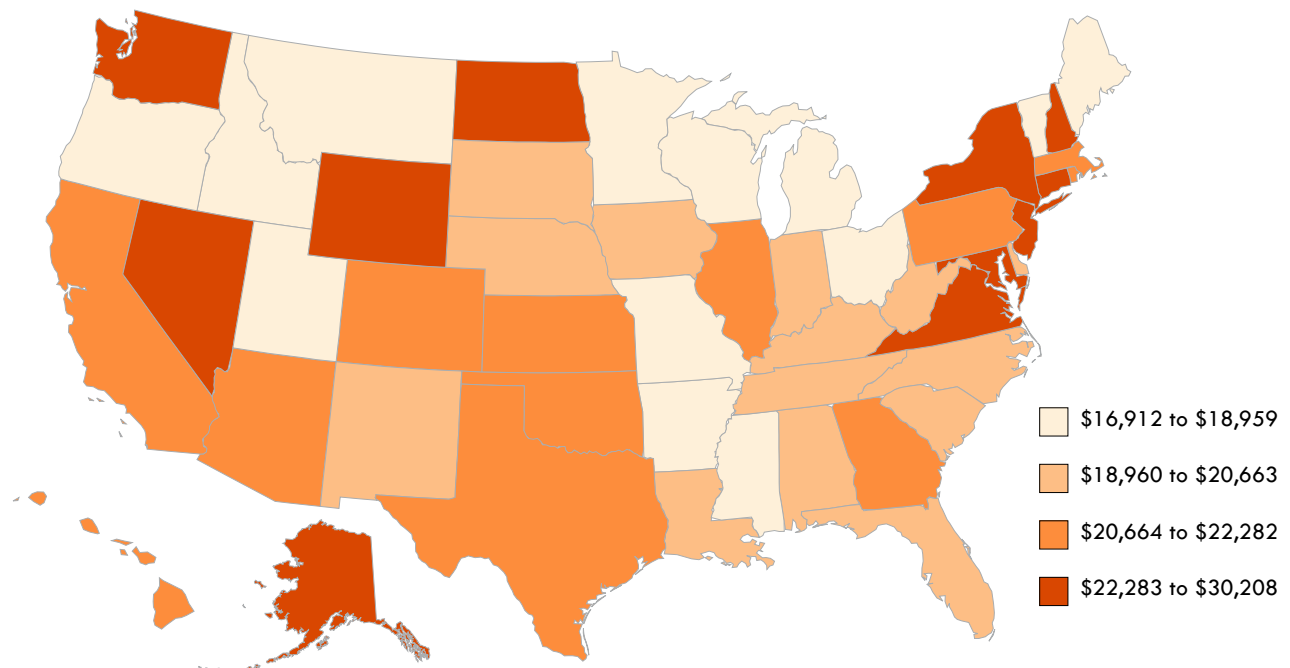 $16,912 to $18,959
$18,960 to $20,663
$20,664 to $22,282
$22,283 to $30,208